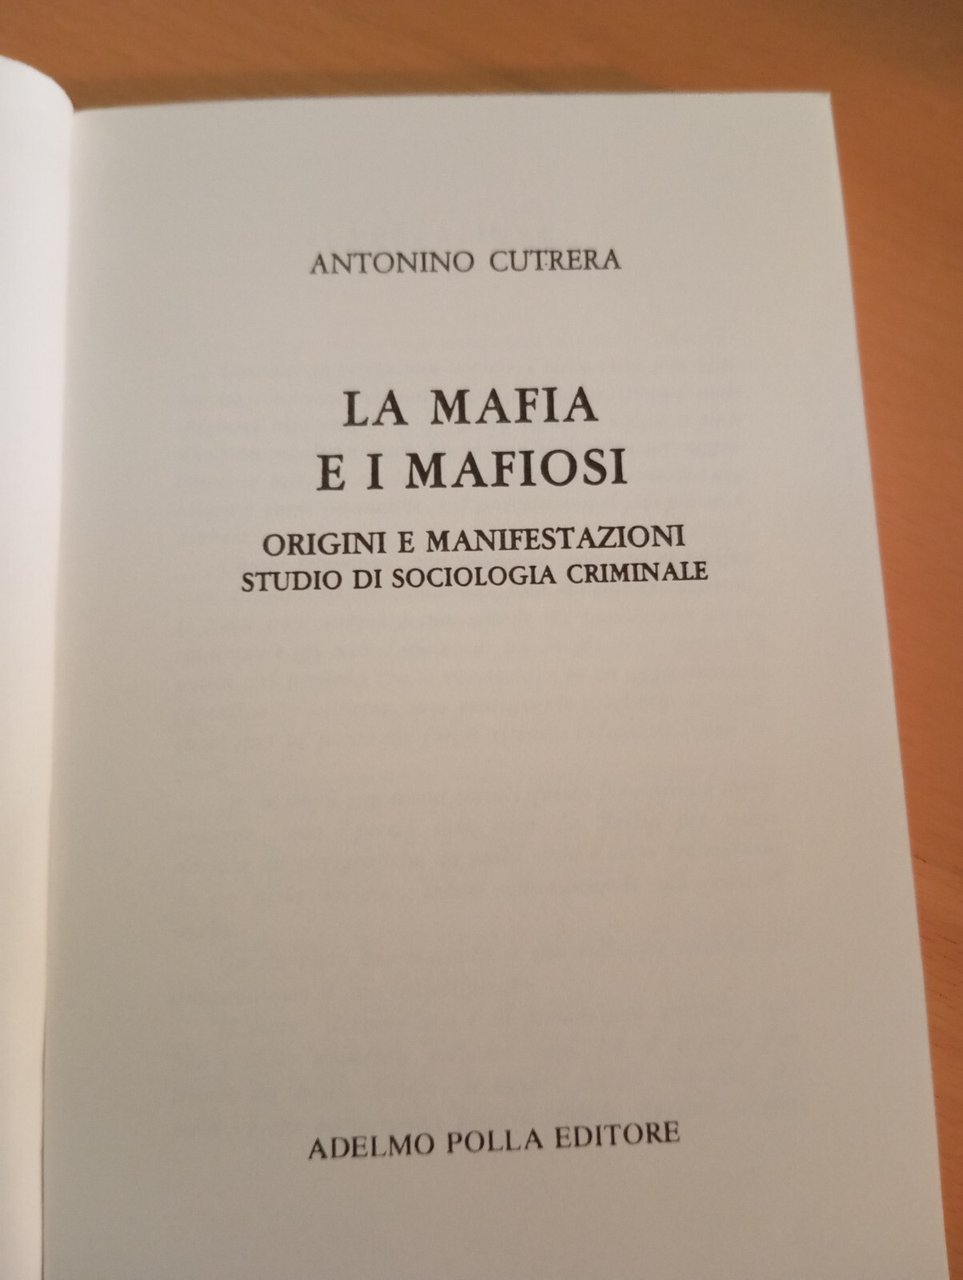 ANTONINO CUTRERA
LA MAFIA
E I MAFIOSI
ORIGINI E MANIFESTAZIONI
STUDIO DI SOCIOLOGIA CRIMINALE
ADELMO POLLA EDITORE